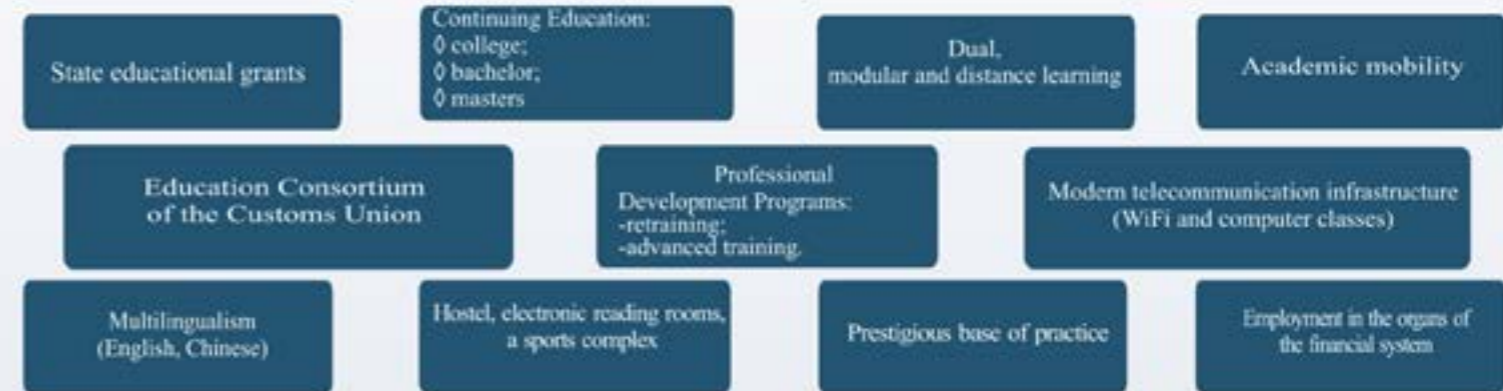 State educational grants
Continuing Education:
◊ college;
◊ bachelor;
◊ masters
Dual,
modular and distance learning
Academic mobility
Education Consortium
of the Customs Union
Professional
Development Programs:
-retraining;
-advanced training.
Modern telecommunication infrastructure
(WiFi and computer classes)
Multilingualism
(English, Chinese)
Hostel, electronic reading rooms,
a sports complex
Prestigious base of practice
Employment in the organs of
the financial system